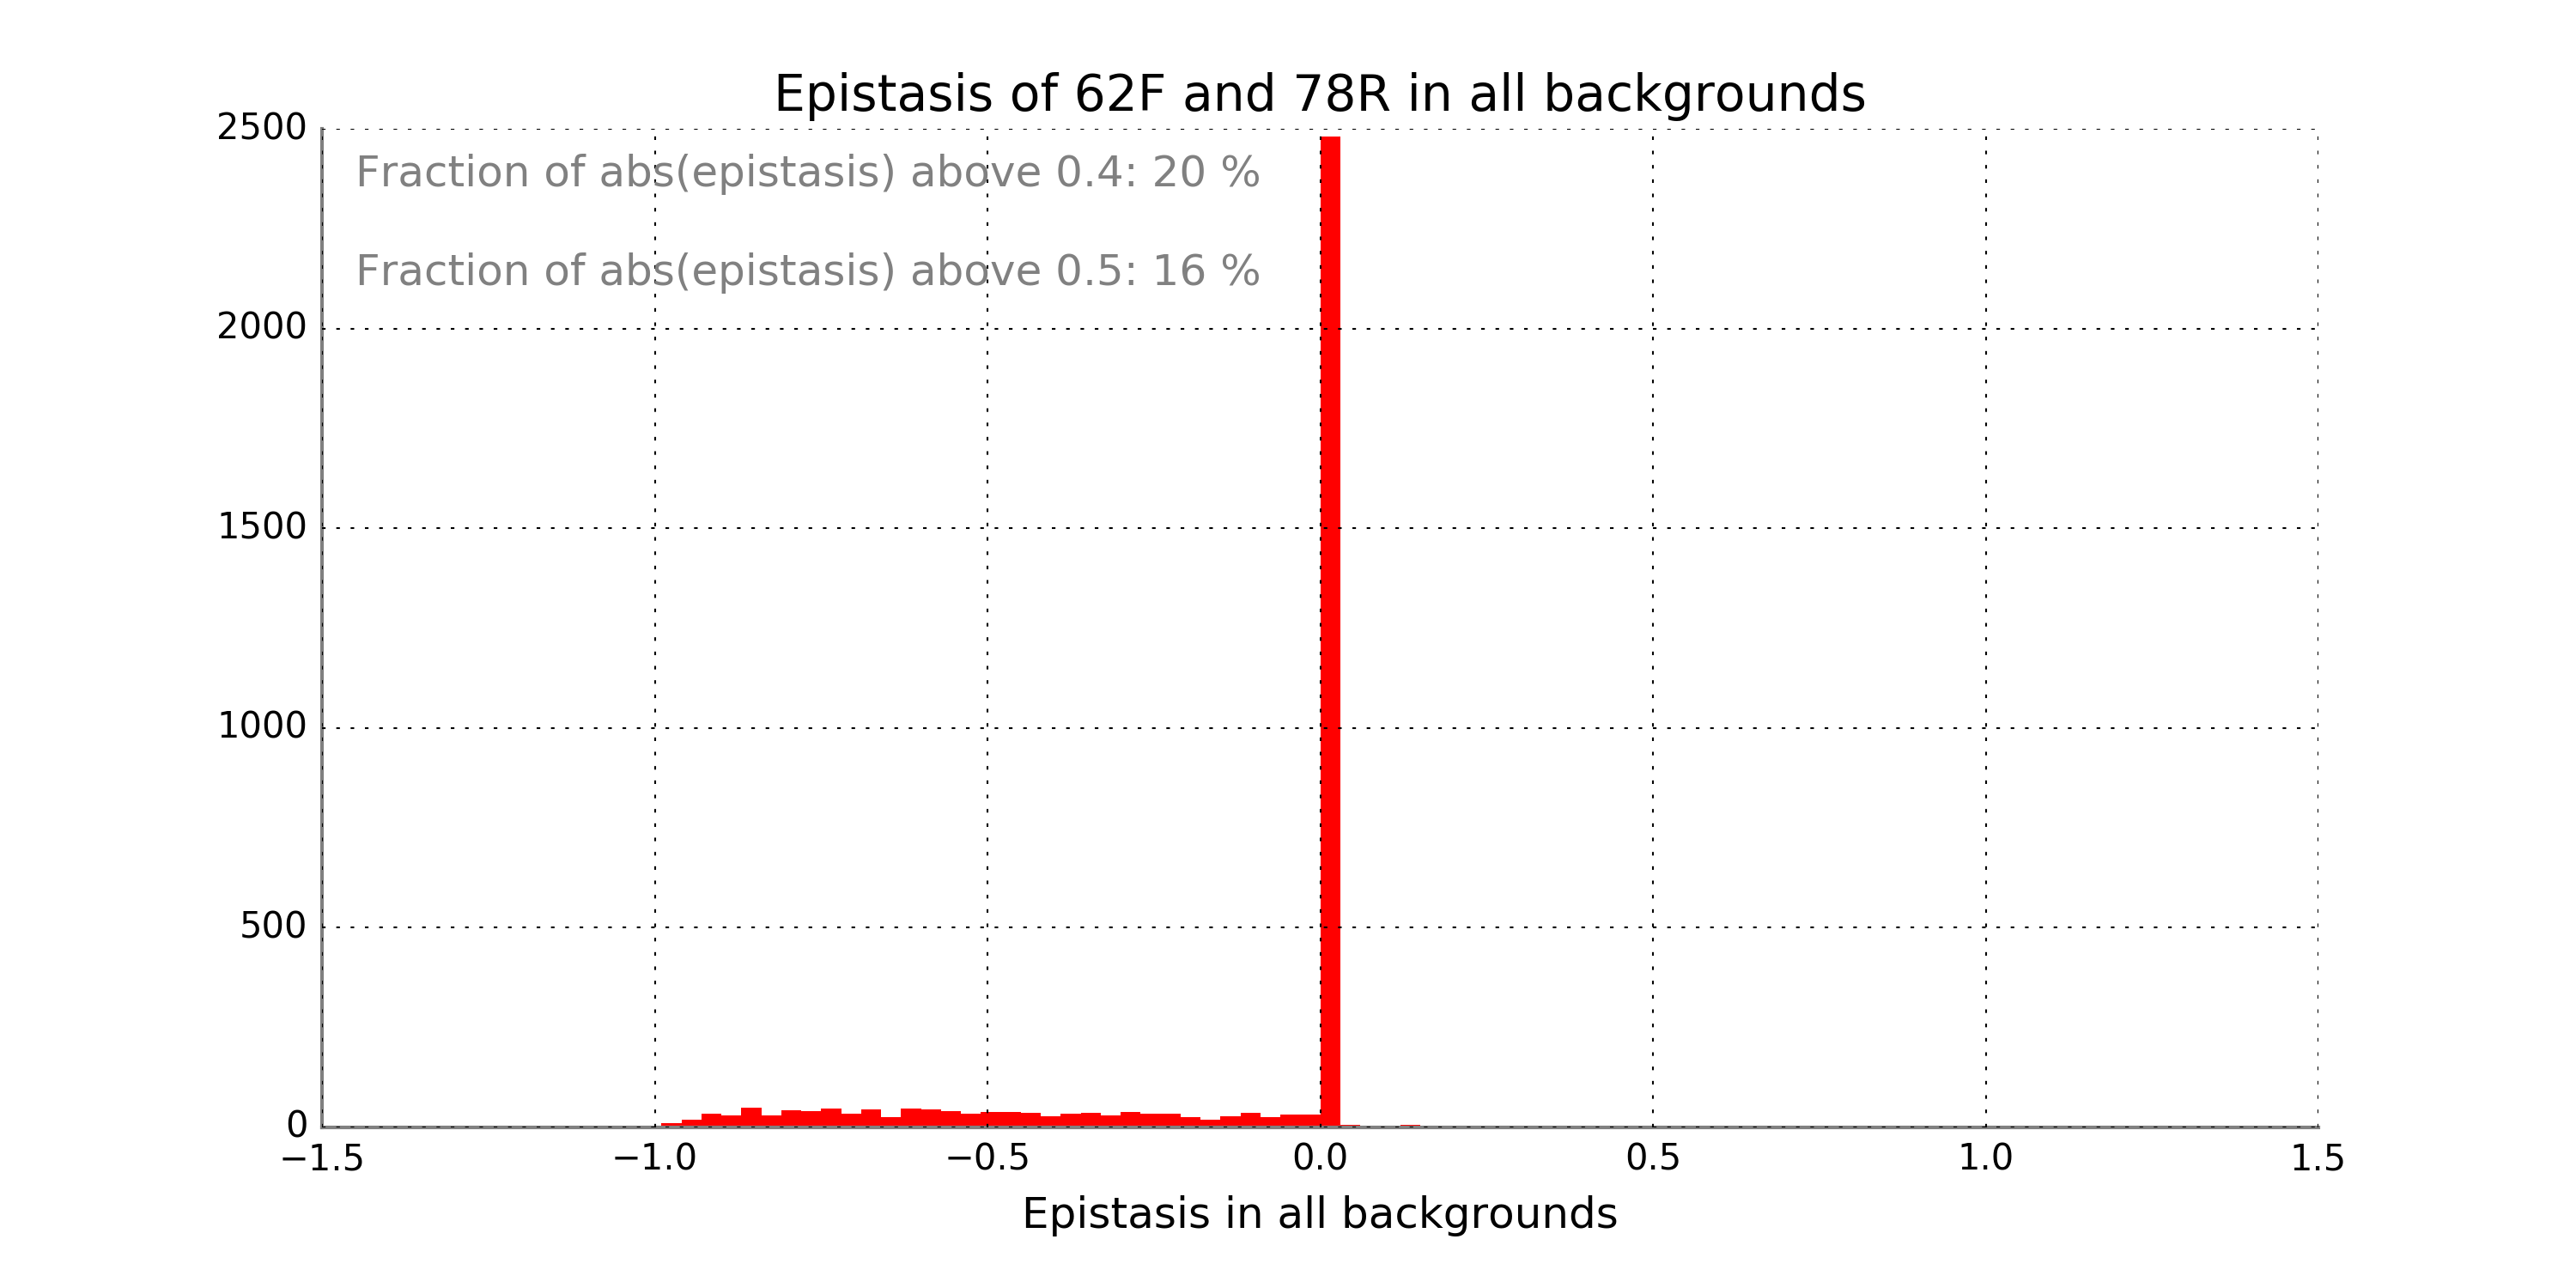 Epistasis of 62F and 78R in all backgrounds
2500
Fraction of abs(epistasis) above 0.4: 20 %
Fraction of abs(epistasis) above 0.5: 16 %
2000
1500
1000
500
0
−1.5 −1.0 −0.5 0.0 0.5 1.0 1.5
Epistasis in all backgrounds